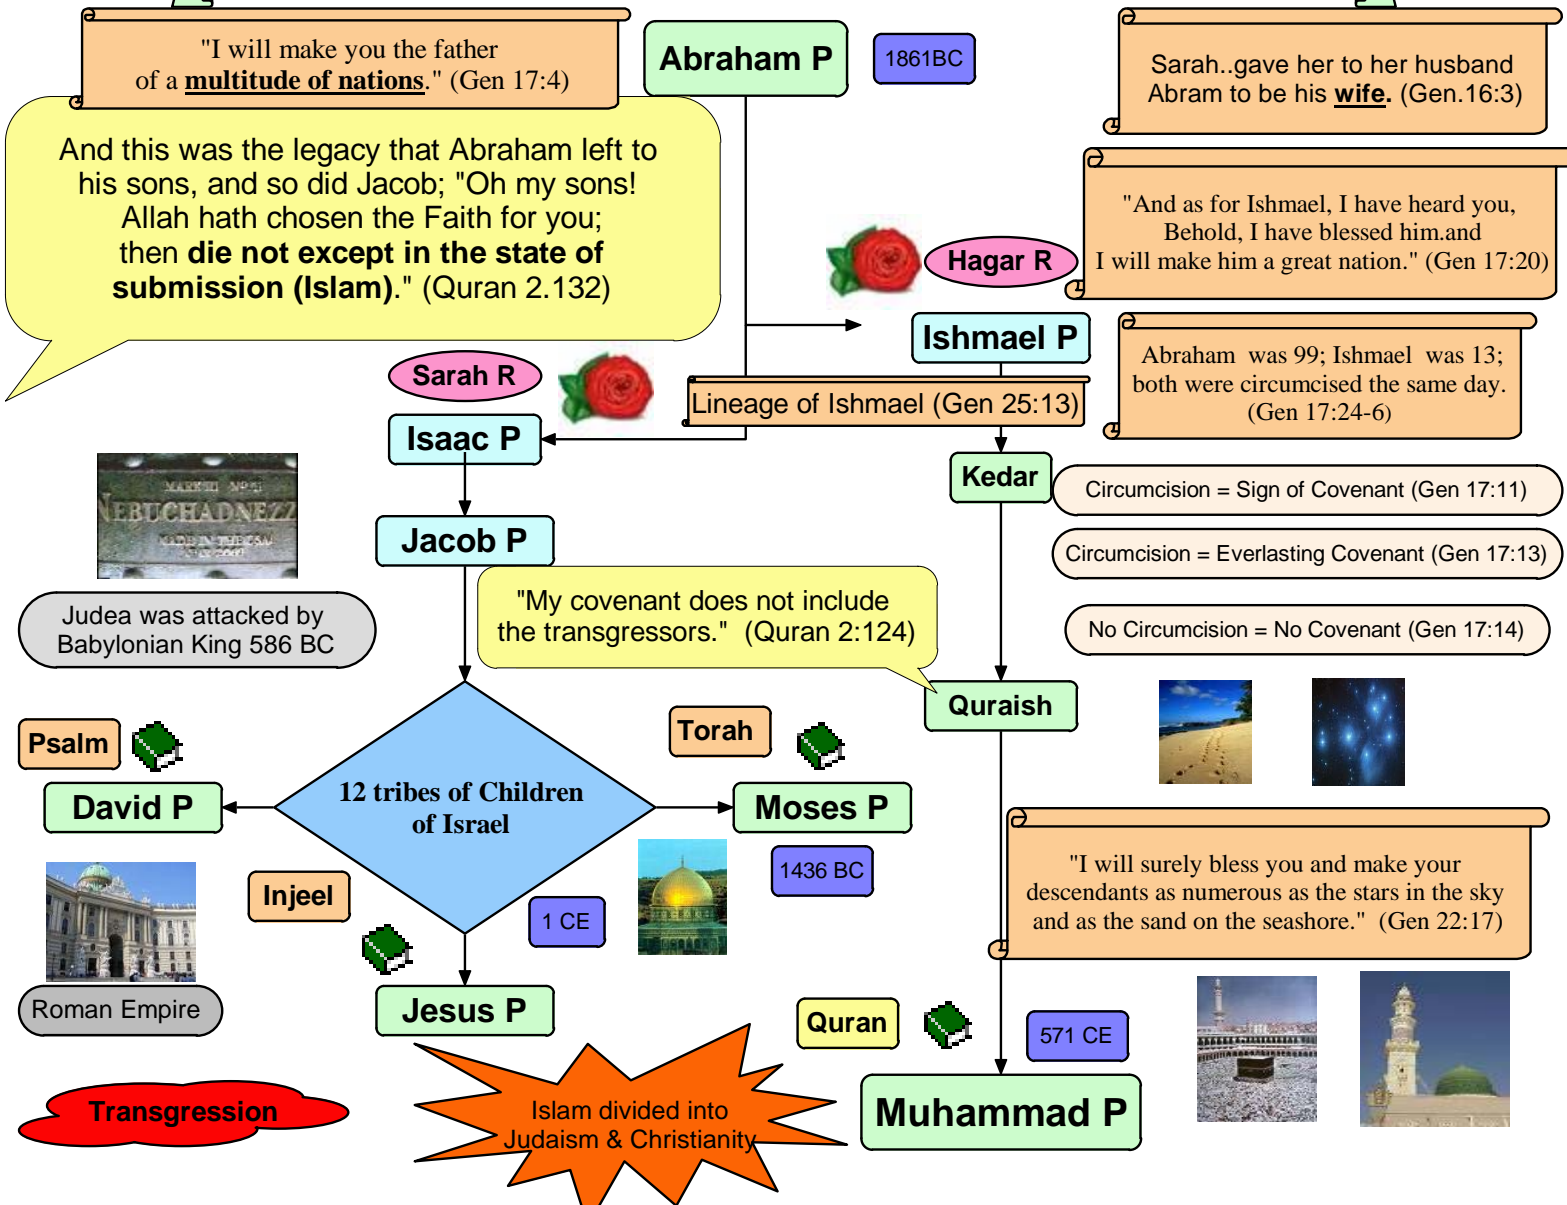 "I will make you the father
of a multitude of nations." (Gen 17:4)
Abraham P
1861BC
Sarah..gave her to her husband
Abram to be his wife. (Gen.16:3)
And this was the legacy that Abraham left to
his sons, and so did Jacob; "Oh my sons!
Allah hath chosen the Faith for you;
then die not except in the state of
submission (Islam)." (Quran 2.132)
"And as for Ishmael, I have heard you,
Behold, I have blessed him.and
I will make him a great nation." (Gen 17:20)
Hagar R
Ishmael P
Abraham was 99; Ishmael was 13;
both were circumcised the same day.
(Gen 17:24-6)
Sarah R
Lineage of Ishmael (Gen 25:13)
Isaac P
Kedar
Circumcision = Sign of Covenant (Gen 17:11)
NEBUCHADNEZZ
Jacob P
Circumcision = Everlasting Covenant (Gen 17:13)
Judea was attacked by
Babylonian King 586 BC
"My covenant does not include
the transgressors." (Quran 2:124)
No Circumcision = No Covenant (Gen 17:14)
Quraish
Psalm
Torah
David P
12 tribes of Children
of Israel
Moses P
1436 BC
Injeel
1 CE
"I will surely bless you and make your
descendants as numerous as the stars in the sky
and as the sand on the seashore." (Gen 22:17)
Roman Empire
Jesus P
Quran
571 CE
Transgression
Islam divided into
Judaism & Christianity
Muhammad P